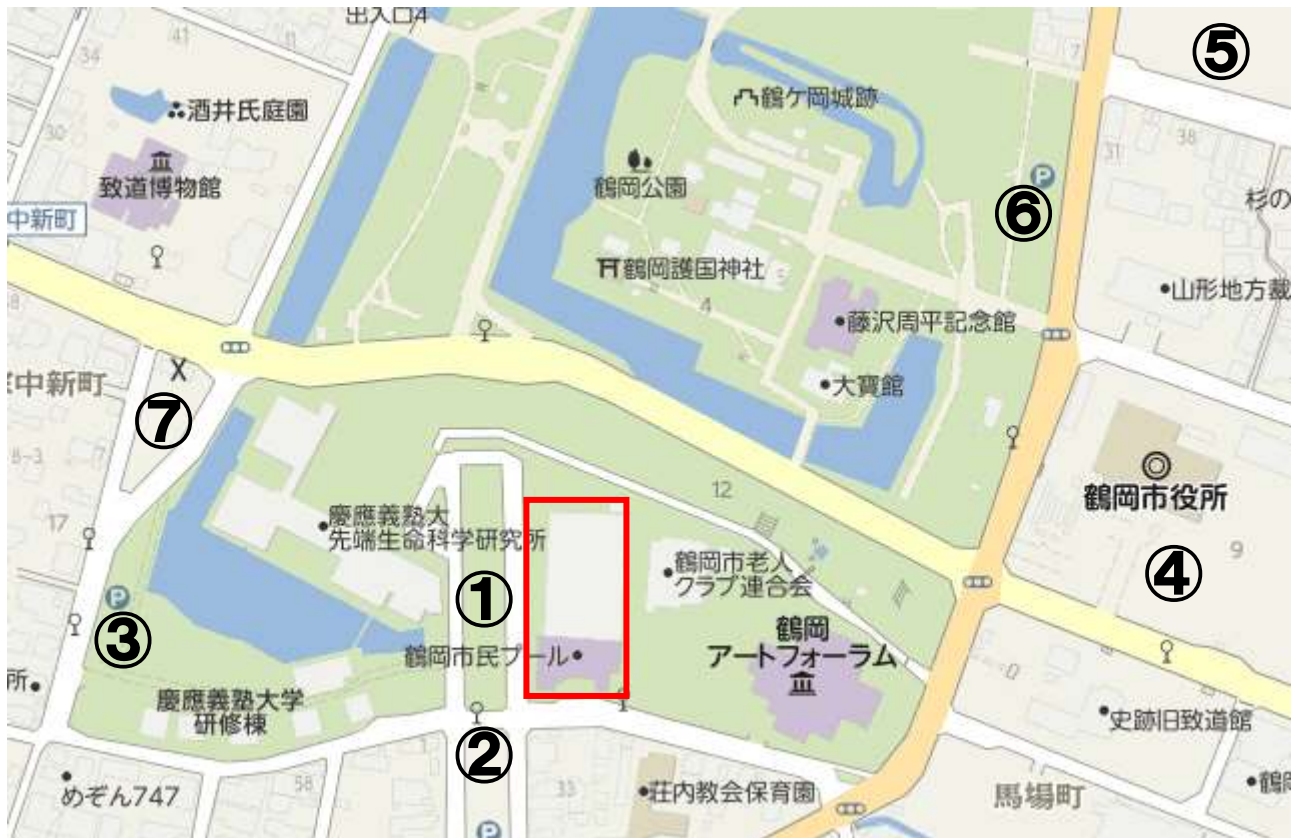 出入口4
41
11
34
酒井氏庭園
30
致道博物館
中新町
鶴ケ岡城跡
鶴岡公園
鶴岡護国神社
4
藤沢周平記念館
大寶館
7
⑤
38
31
P
⑥
杉の
山形地方裁
中新町
⑦
8-3
7
17
慶應義塾大
先端生命科学研究所
12
①
鶴岡市老人
クラブ連合会
鶴岡市役所
9
④
P
③
鶴岡市民プール
鶴岡
アートフォーラム
所
慶應義塾大学
研修棟
②
史跡旧致道館
めぞん747
58
33
荘内教会保育園
馬場町
鶴岡
P